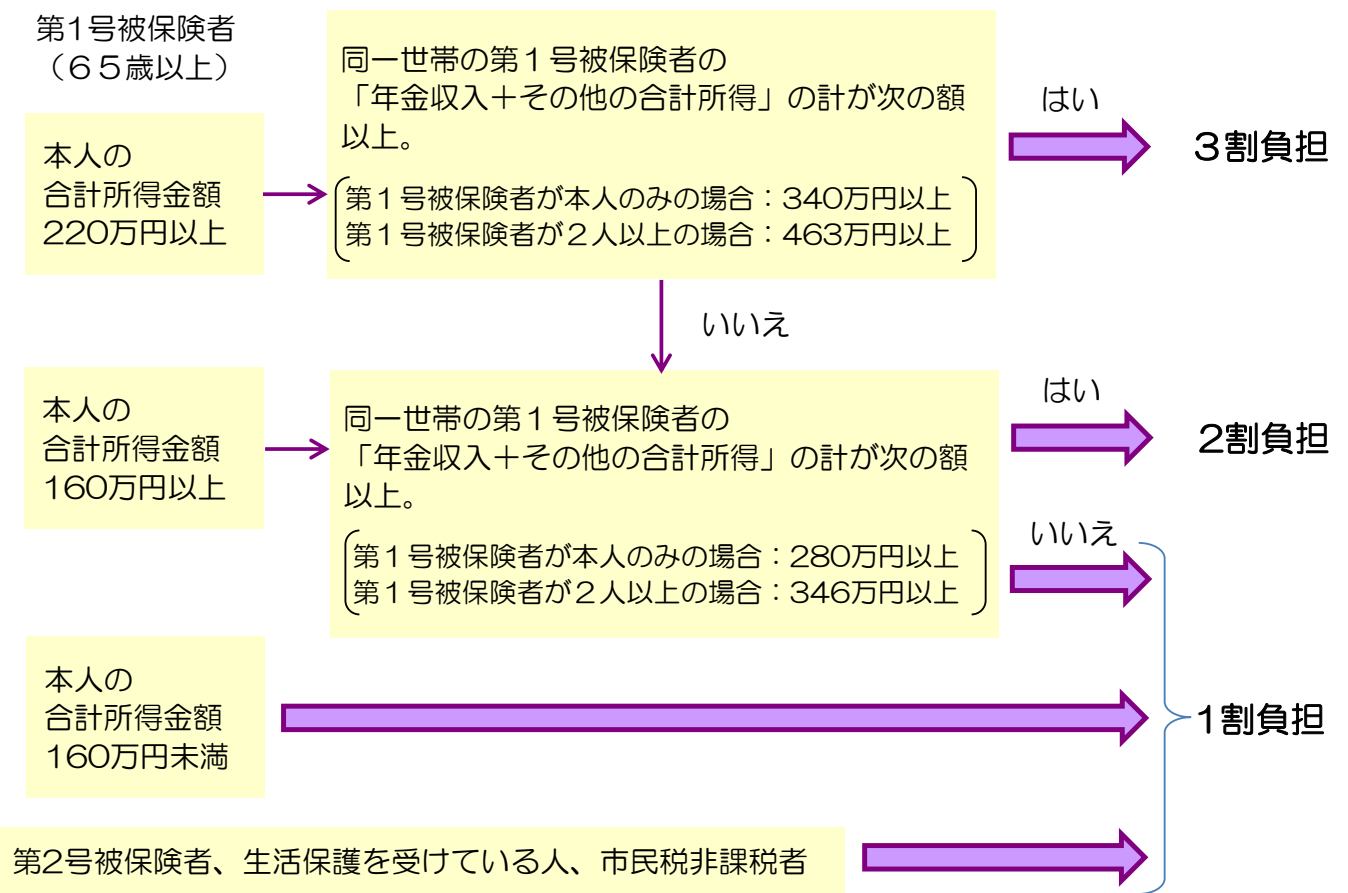 第1号被保険者
（６５歳以上）
本人の
合計所得金額
220万円以上
同一世帯の第１号被保険者の
「年金収入＋その他の合計所得」の計が次の額
以上。
第１号被保険者が本人のみの場合：340万円以上
第１号被保険者が２人以上の場合：463万円以上
はい
３割負担
いいえ
本人の
合計所得金額
160万円以上
同一世帯の第１号被保険者の
「年金収入＋その他の合計所得」の計が次の額
以上。
第１号被保険者が本人のみの場合：280万円以上
第１号被保険者が２人以上の場合：346万円以上
はい
2割負担
いいえ
本人の
合計所得金額
160万円未満
1割負担
第2号被保険者、生活保護を受けている人、市民税非課税者